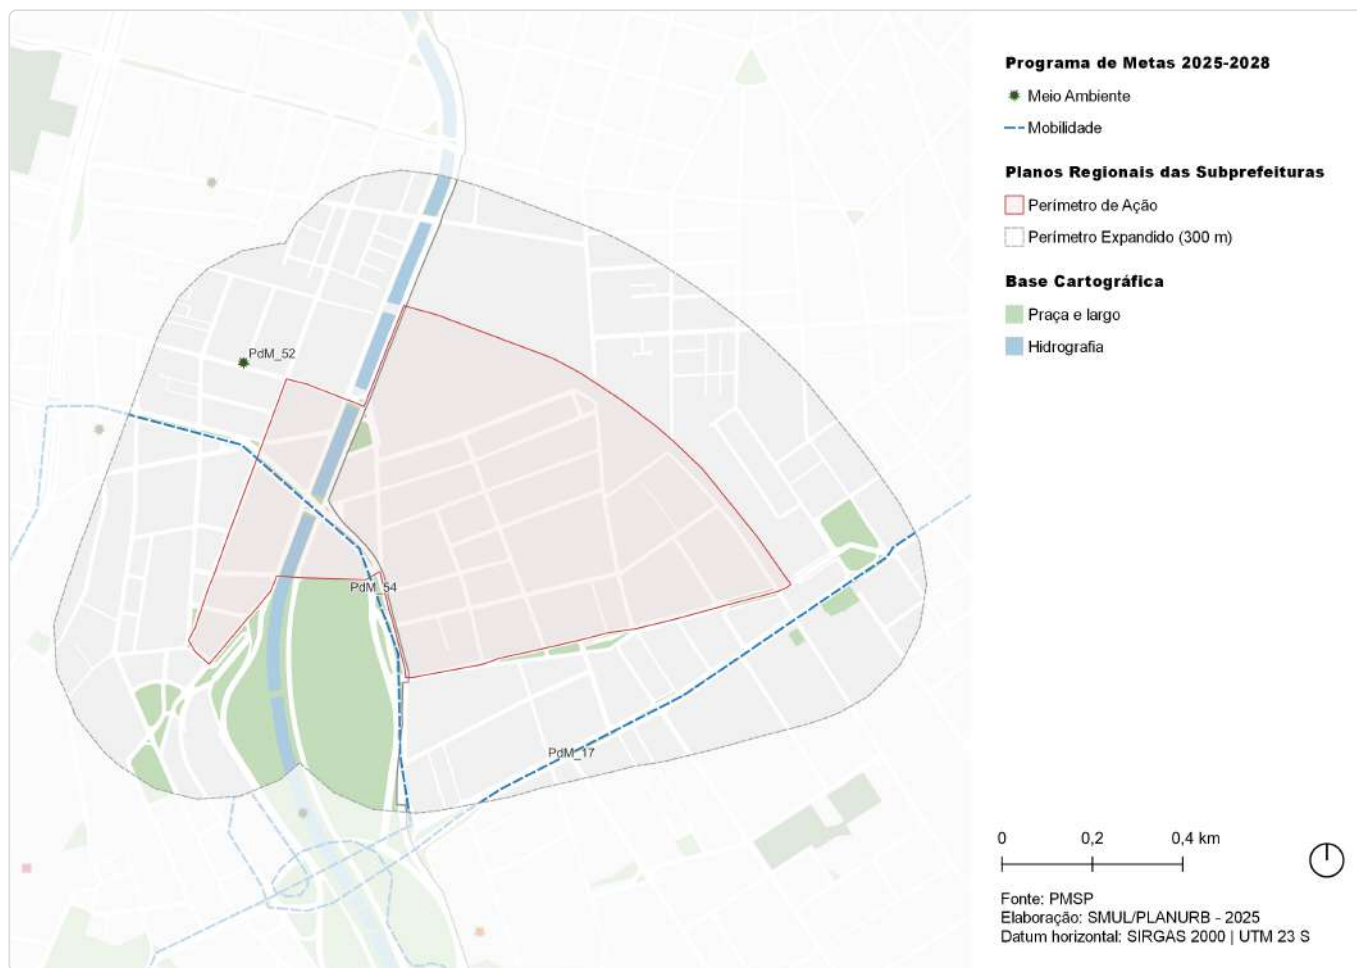 Programa de Metas 2025-2028
Meio Ambiente
Mobilidade
Planos Regionais das Subprefeituras
Perímetro de Ação
Perímetro Expandido (300 m)
Base Cartográfica
Praça e largo
Hidrografia
PdM_52
PdM_54
PdM_17
0 0,2 0,4 km
Fonte: PMSP
Elaboração: SMUL/PLANURB - 2025
Datum horizontal: SIRGAS 2000 | UTM 23 S